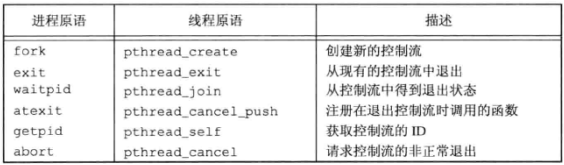 进程原语 线程原语 描述
fork pthread_create 创建新的控制流
exit pthread_exit 从现有的控制流中退出
waitpid pthread_join 从控制流中得到退出状态
atexit pthread_cancel_push 注册在退出控制流时调用的函数
getpid pthread_self 获取控制流的 ID
abort pthread_cancel 请求控制流的非正常退出